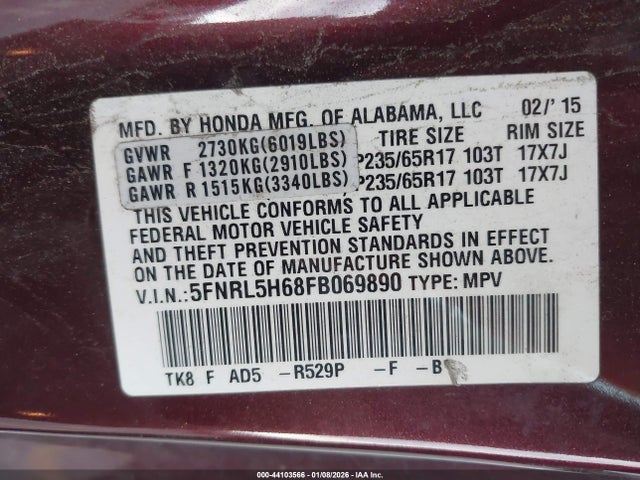 MFD. BY HONDA MFG. OF ALABAMA, LLC 02/'15
GVWR 2730KG(6019LBS) TIRE SIZE RIM SIZE
GAWR F 1320KG(2910LBS) P235/65R17 103T 17X7J
GAWR R 1515KG(3340LBS) P235/65R17 103T 17X7J
THIS VEHICLE CONFORMS TO ALL APPLICABLE
FEDERAL MOTOR VEHICLE SAFETY
AND THEFT PREVENTION STANDARDS IN EFFECT
ON THE DATE OF MANUFACTURE SHOWN ABOVE.
V.I.N.:5FNRL5H68FB069890 TYPE: MPV
TK8 F AD5 -R529P -F -B
000-44103566 - 01/08/2026 - IAA Inc.